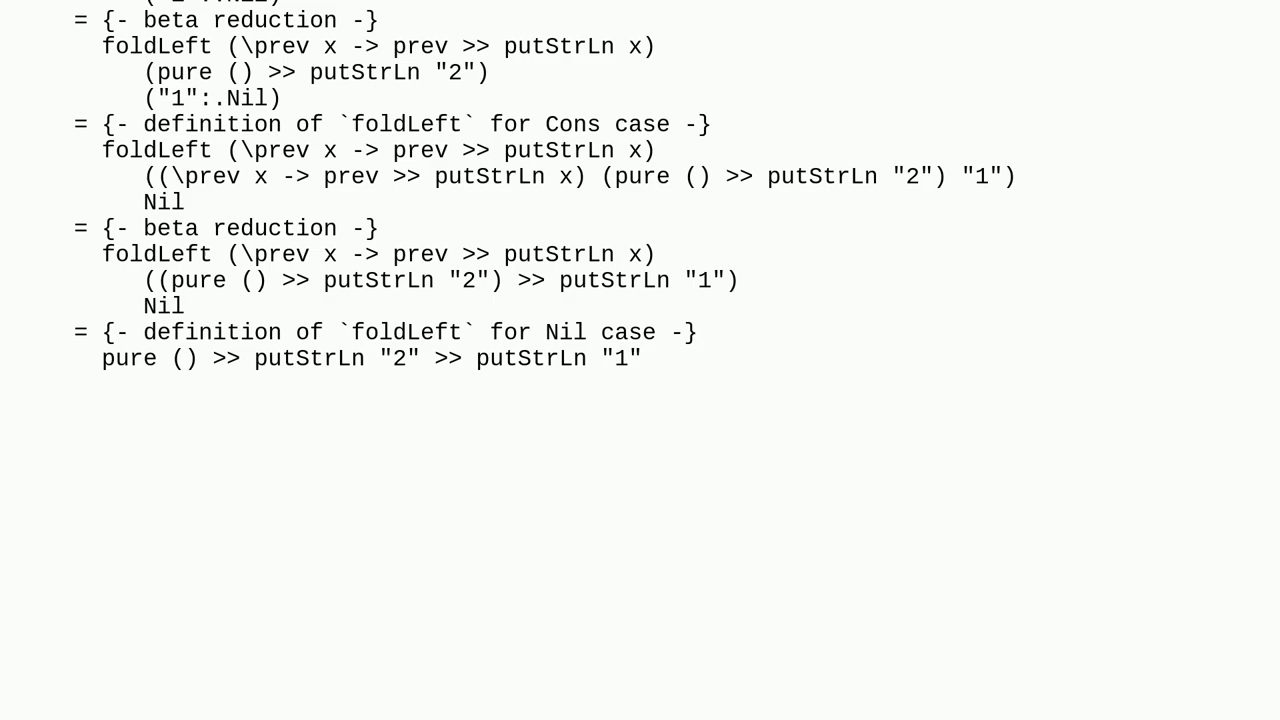 = {- beta reduction -}
foldLeft (\prev x -> prev >> putStrLn x)
(pure () >> putStrLn "2")
("1":.Nil)
= {- definition of `foldLeft` for Cons case -}
foldLeft (\prev x -> prev >> putStrLn x)
((\prev x -> prev >> putStrLn x) (pure () >> putStrLn "2") "1")
Nil
= {- beta reduction -}
foldLeft (\prev x -> prev >> putStrLn x)
((pure () >> putStrLn "2") >> putStrLn "1")
Nil
= {- definition of `foldLeft` for Nil case -}
pure () >> putStrLn "2" >> putStrLn "1"